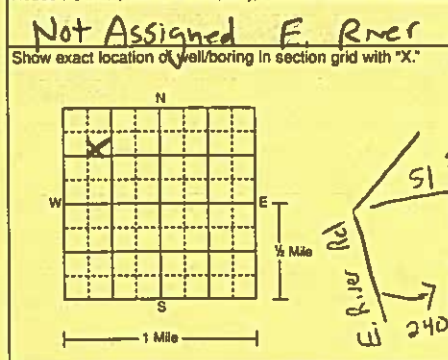 Not Assigned E. River
Show exact location of well/boring in section grid with "X."
N
X
W
E
S
½ Mile
1 Mile
51
E. River Rd
240